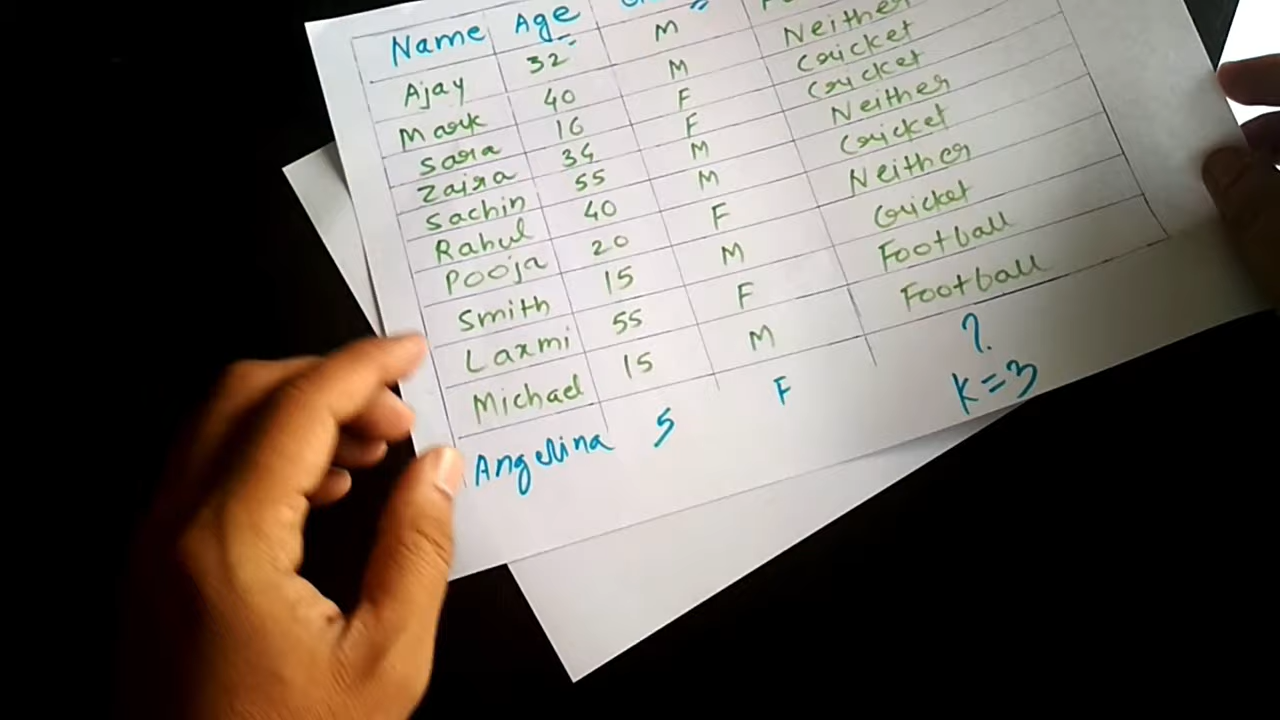 Name Age
Ajay 32 M
Mark 40 M Neither
Sara 16 F Cricket
Zaira 34 F Cricket
Sachin 55 M Neither
Rahul 40 M Cricket
Pooja 20 F Neither
Smith 15 M Cricket
Laxmi 55 F Football
Michael 15 M Football
Angelina 5 F ?
K=3